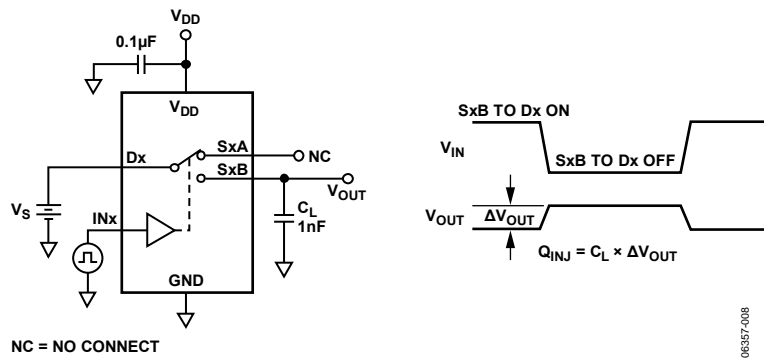 VDD
0.1µF
VDD
Dx
SxA
NC
SxB
VOUT
VS
INx
CL
1nF
GND
NC = NO CONNECT
SxB TO Dx ON
VIN
SxB TO Dx OFF
VOUT
ΔVOUT
QINJ = CL × ΔVOUT
06357-008